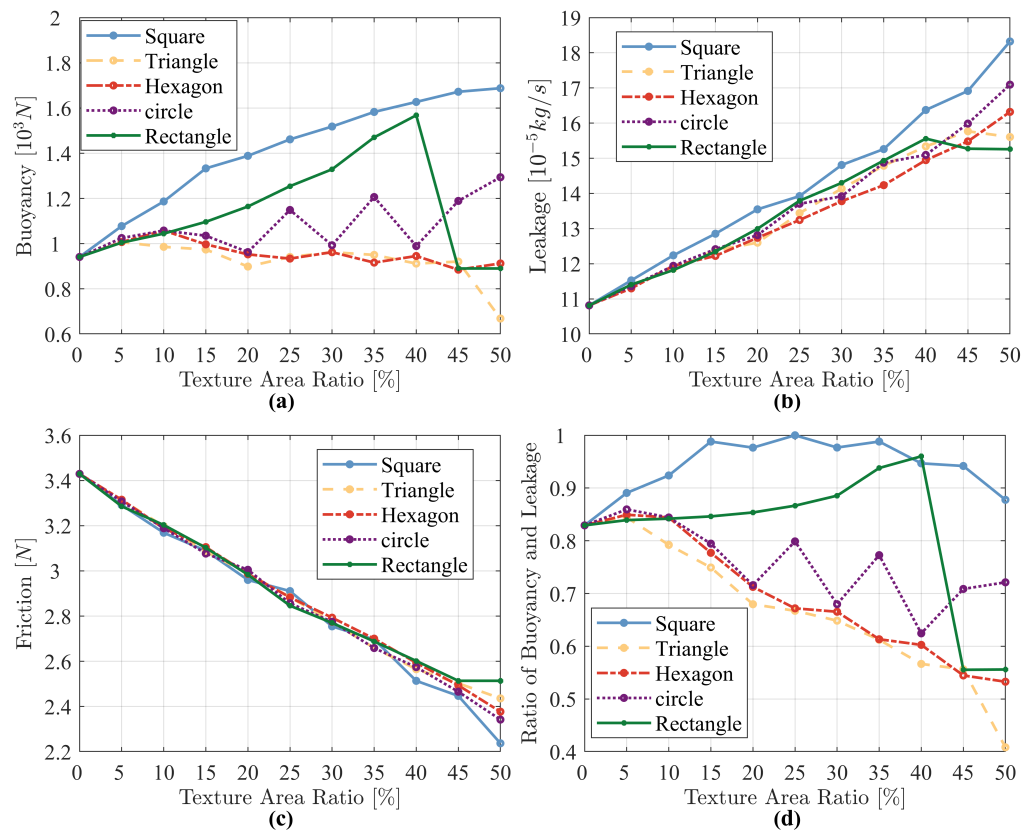 2
1.8
1.6
1.4
1.2
1
0.8
0.6
Buoyancy [10³ N]
Square
Triangle
Hexagon
circle
Rectangle
0 5 10 15 20 25 30 35 40 45 50
Texture Area Ratio [%]
(a)
19
18
17
16
15
14
13
12
11
10
Leakage [10⁻⁵ kg/s]
Square
Triangle
Hexagon
circle
Rectangle
0 5 10 15 20 25 30 35 40 45 50
Texture Area Ratio [%]
(b)
3.6
3.4
3.2
3
2.8
2.6
2.4
2.2
Friction [N]
Square
Triangle
Hexagon
circle
Rectangle
0 5 10 15 20 25 30 35 40 45 50
Texture Area Ratio [%]
(c)
1
0.9
0.8
0.7
0.6
0.5
0.4
Ratio of Buoyancy and Leakage
Square
Triangle
Hexagon
circle
Rectangle
0 5 10 15 20 25 30 35 40 45 50
Texture Area Ratio [%]
(d)